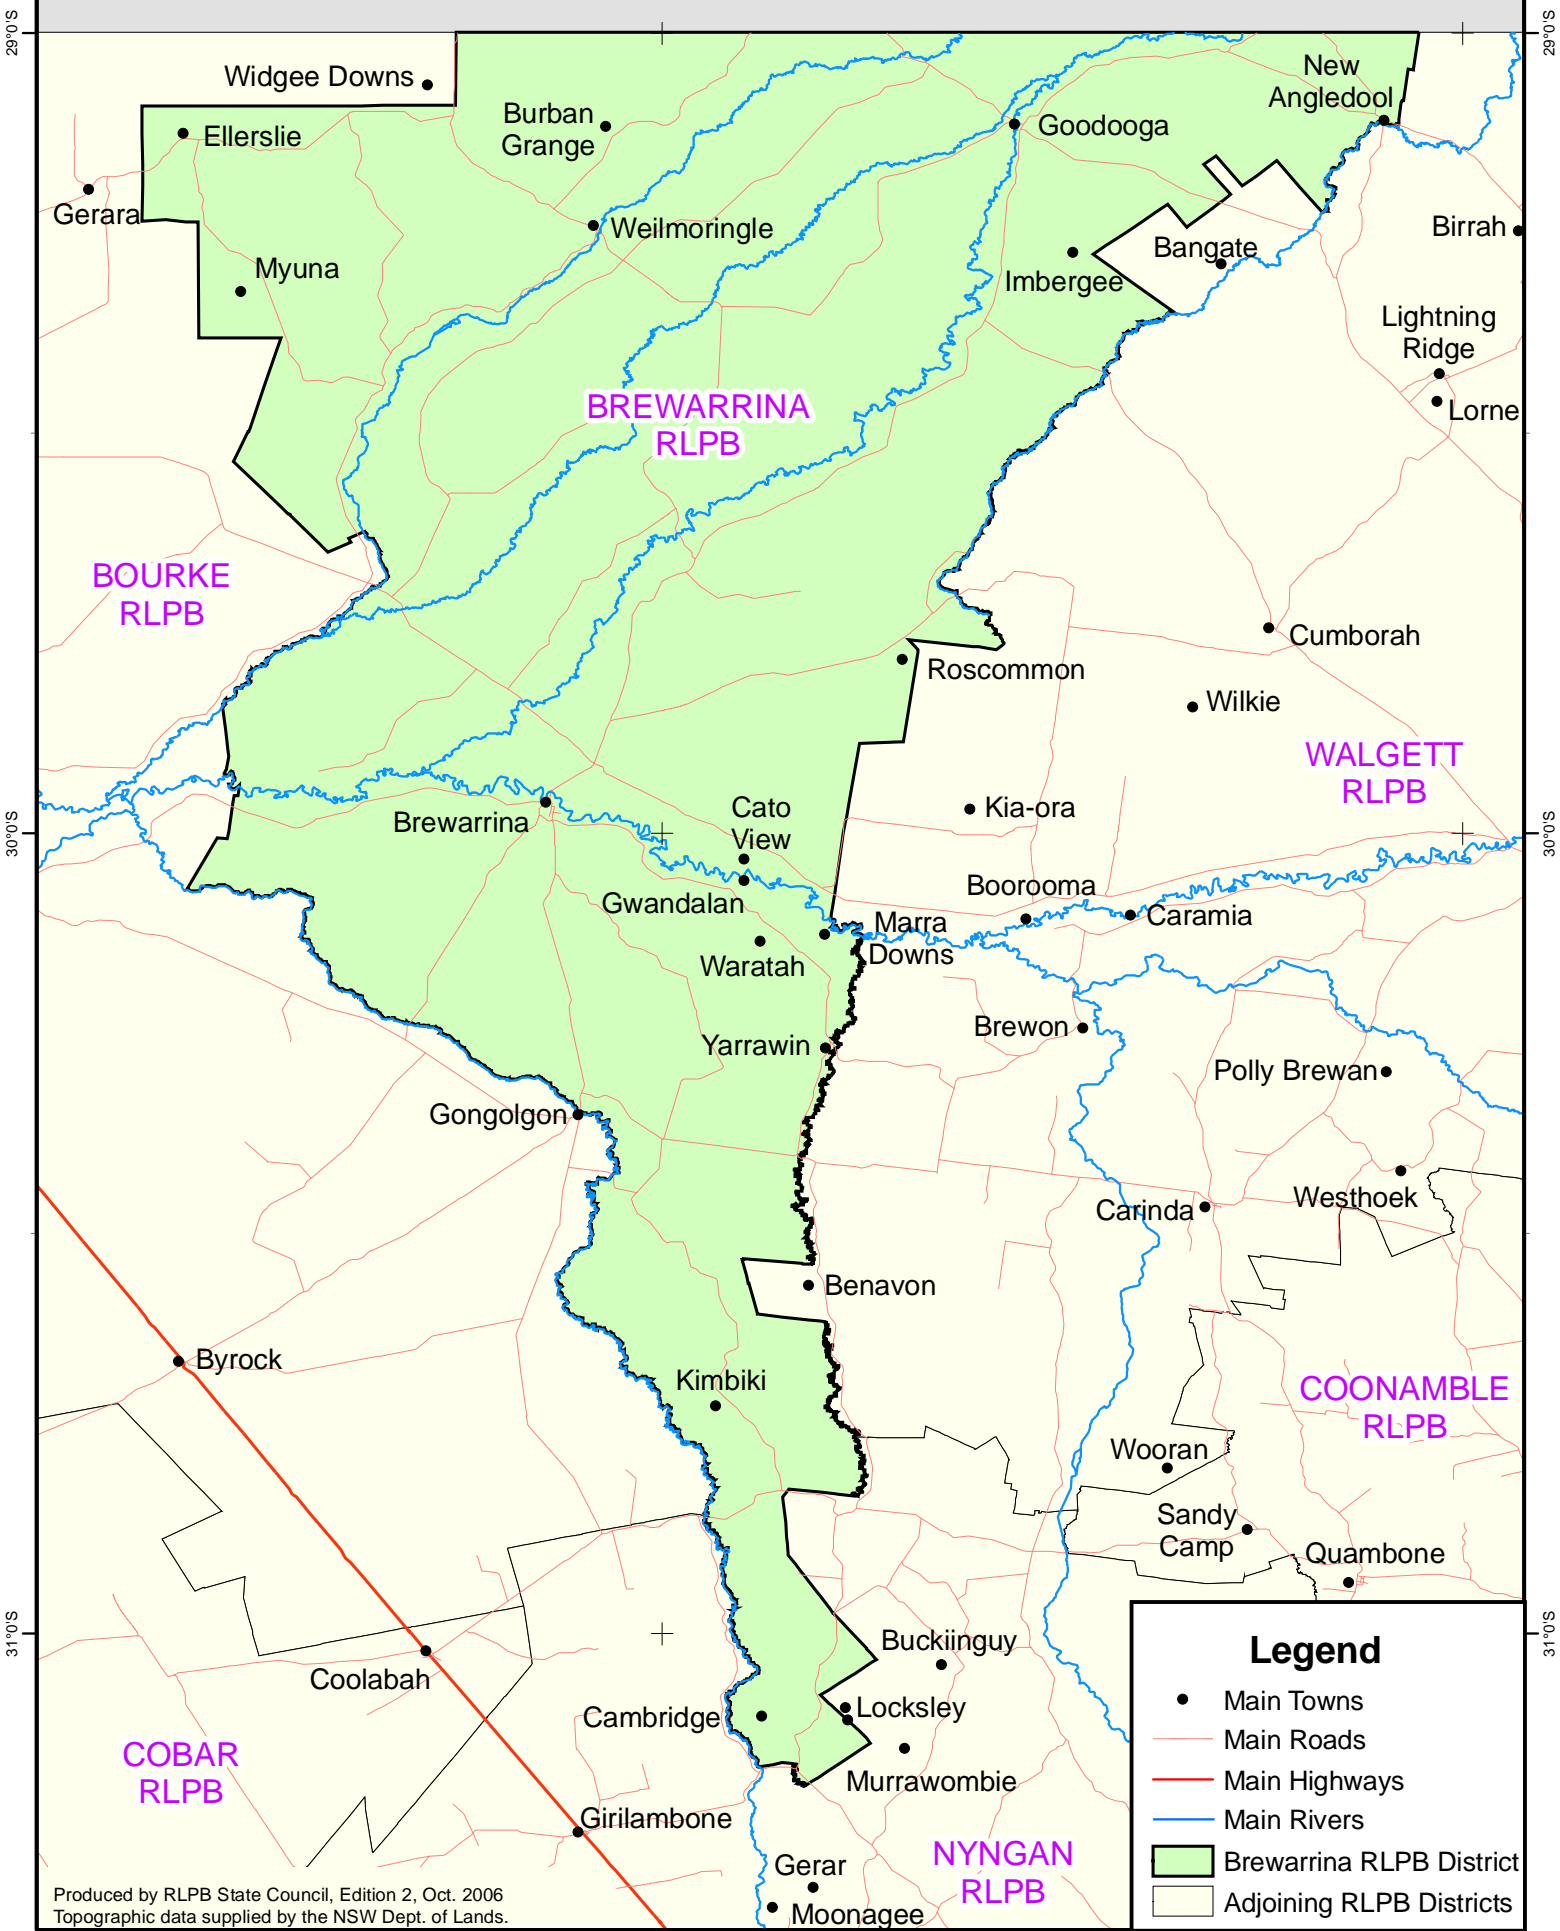 29°0'S
29°0'S
Widgee Downs
New
Angledool
Burban
Grange
Ellerslie
Goodooga
Gerara
Weilmoringle
Birrah
Bangate
Myuna
Imbergee
Lightning
Ridge
Lorne
BREWARRINA
RLPB
BOURKE
RLPB
Cumborah
Roscommon
Wilkie
WALGETT
RLPB
Cato
View
Kia-ora
Brewarrina
30°0'S
30°0'S
Boorooma
Gwandalan
Caramia
Marra
Downs
Waratah
Brewon
Yarrawin
Polly Brewan
Gongolgon
Westhoek
Carinda
Benavon
Byrock
Kimbiki
COONAMBLE
RLPB
Wooran
Sandy
Camp
Quambone
31°0'S
31°0'S
Buckiinguy
Coolabah
Locksley
Cambridge
COBAR
RLPB
Murrawombie
Girilambone
NYNGAN
RLPB
Gerar
Moonagee
Legend
Main Towns
Main Roads
Main Highways
Main Rivers
Brewarrina RLPB District
Adjoining RLPB Districts
Produced by RLPB State Council, Edition 2, Oct. 2006
Topographic data supplied by the NSW Dept. of Lands.